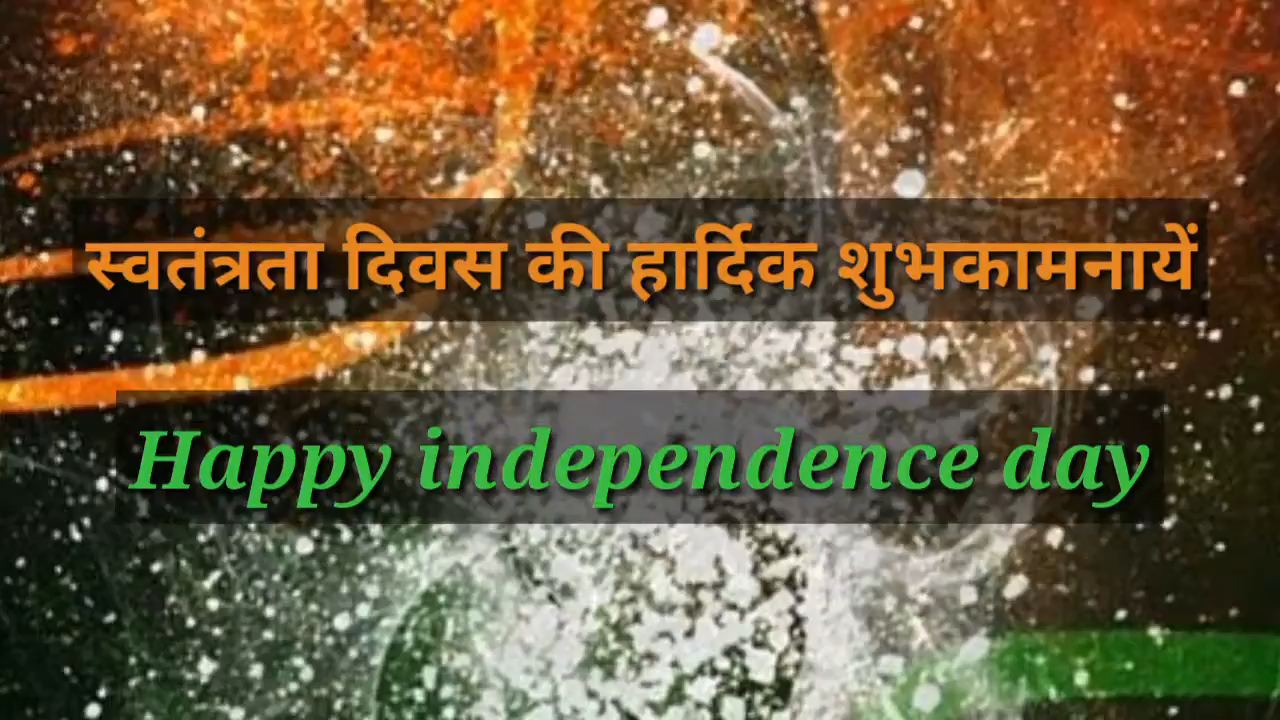 स्वतंत्रता दिवस की हार्दिक शुभकामनायें
Happy independence day